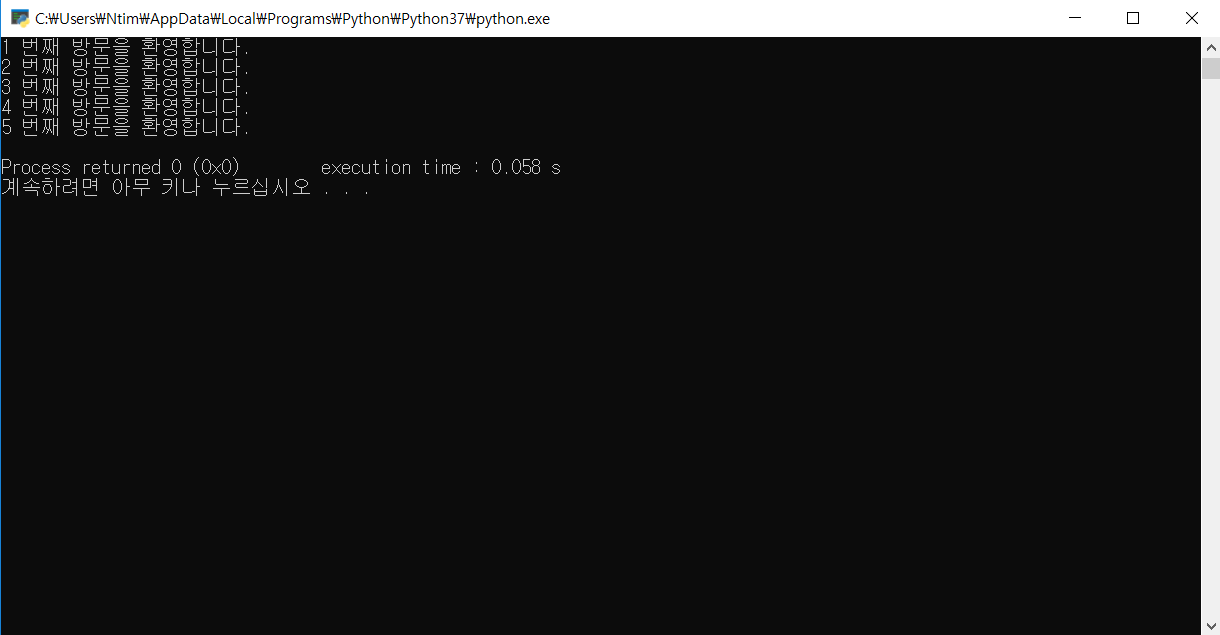 C:₩Users₩Ntim₩AppData₩Local₩Programs₩Python₩Python37₩python.exe
1 번째 방문을 환영합니다.
2 번째 방문을 환영합니다.
3 번째 방문을 환영합니다.
4 번째 방문을 환영합니다.
5 번째 방문을 환영합니다.
Process returned 0 (0x0)        execution time : 0.058 s
계속하려면 아무 키나 누르십시오 . . .